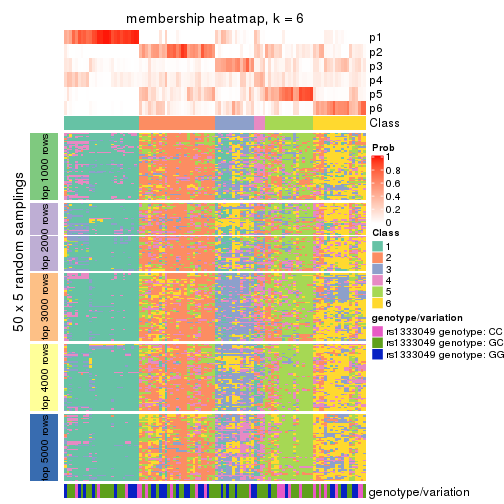 membership heatmap, k = 6
p1
p2
p3
p4
p5
p6
Class
50 x 5 random samplings
top 1000 rows
top 2000 rows
top 3000 rows
top 4000 rows
top 5000 rows
Prob
1
0.8
0.6
0.4
0.2
0
Class
1
2
3
4
5
6
genotype/variation
rs1333049 genotype: CC
rs1333049 genotype: GC
rs1333049 genotype: GG
genotype/variation